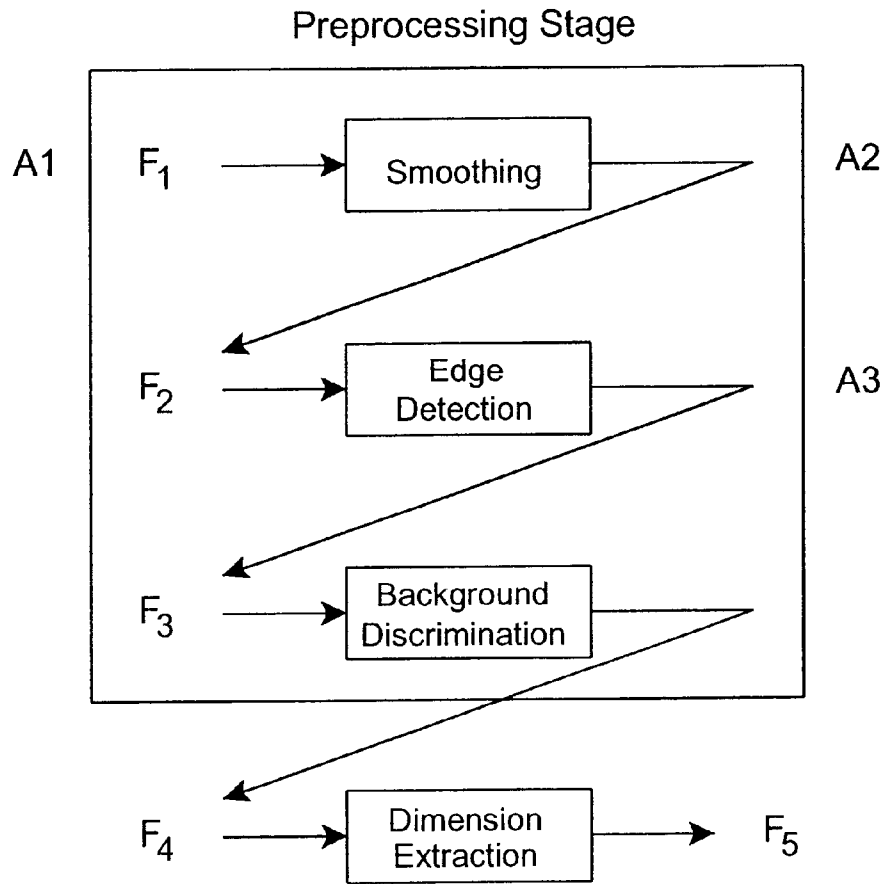 Preprocessing Stage
A1 F1 Smoothing A2
F2 Edge Detection A3
F3 Background Discrimination
F4 Dimension Extraction F5